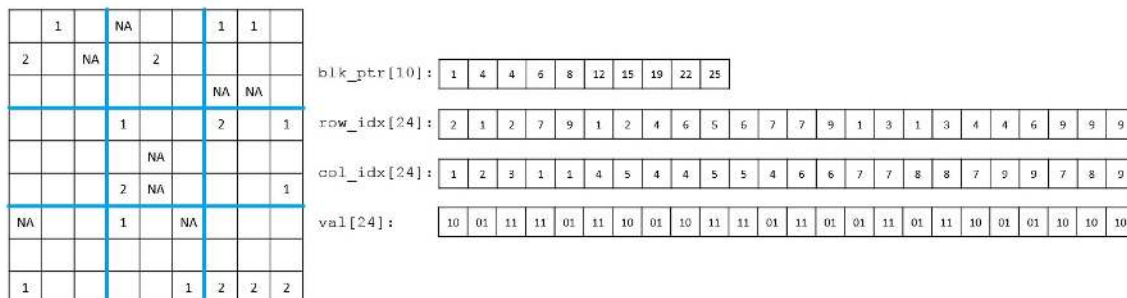 1 NA 1 1
2 NA 2
NA NA
1 2 1
NA
2 NA 1
NA 1 NA
1 1 2 2 2
blk_ptr[10]: 1 4 4 6 8 12 15 19 22 25
row_idx[24]: 2 1 2 7 9 1 2 4 6 5 6 7 7 9 1 3 1 3 4 4 6 9 9 9
col_idx[24]: 1 2 3 1 1 4 5 4 4 5 5 4 6 6 7 7 8 8 7 9 9 7 8 9
val[24]: 10 01 11 11 01 11 10 01 10 11 11 01 11 01 01 11 01 11 10 01 01 10 10 10